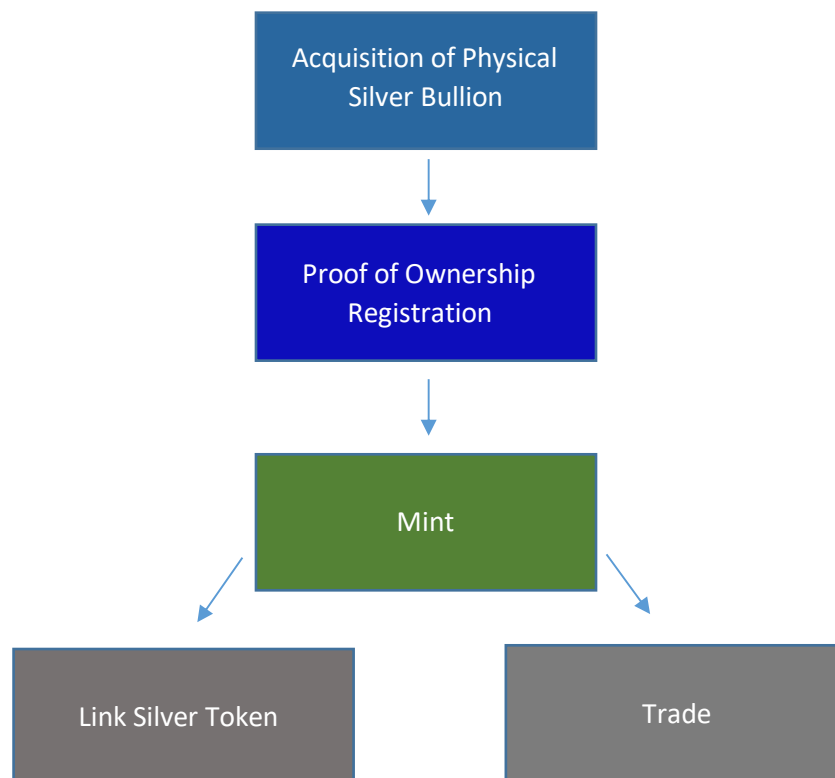 Acquisition of Physical
Silver Bullion
Proof of Ownership
Registration
Mint
Link Silver Token
Trade